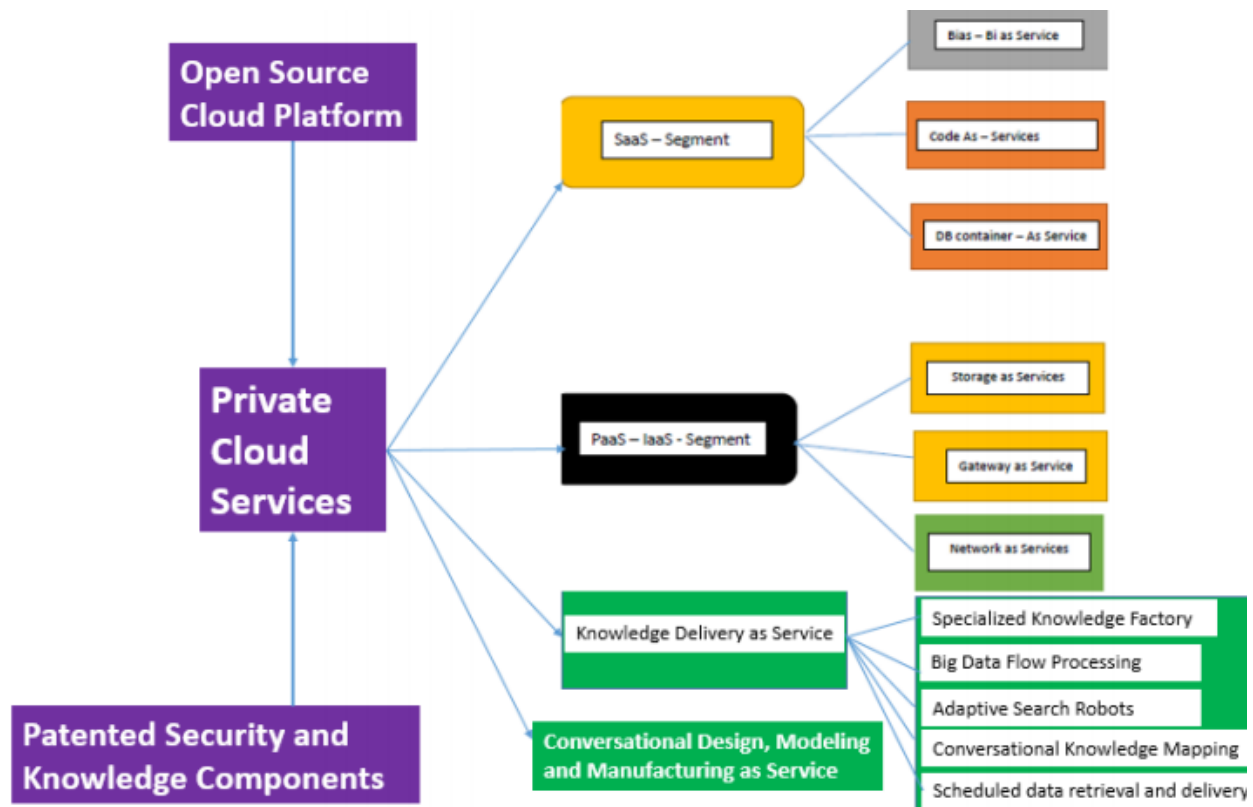 Open Source
Cloud Platform
Private
Cloud
Services
Patented Security and
Knowledge Components
SaaS – Segment
PaaS – IaaS - Segment
Knowledge Delivery as Service
Conversational Design, Modeling
and Manufacturing as Service
Bias – Bi as Service
Code As – Services
DB container – As Service
Storage as Services
Gateway as Service
Network as Services
Specialized Knowledge Factory
Big Data Flow Processing
Adaptive Search Robots
Conversational Knowledge Mapping
Scheduled data retrieval and delivery